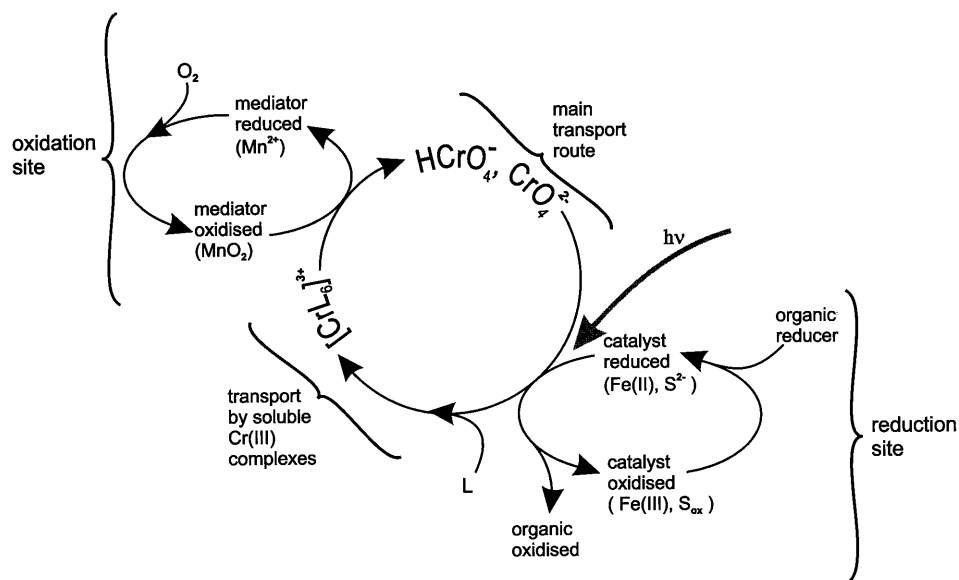 O₂
mediator
reduced
(Mn²⁺)
oxidation
site
mediator
oxidised
(MnO₂)
HCrO₄⁻, CrO₄²⁻
main
transport
route
hν
[CrL₆]³⁺
transport
by soluble
Cr(III)
complexes
L
organic
reducer
catalyst
reduced
(Fe(II), S²⁻ )
reduction
site
catalyst
oxidised
( Fe(III), Sₒₓ )
organic
oxidised